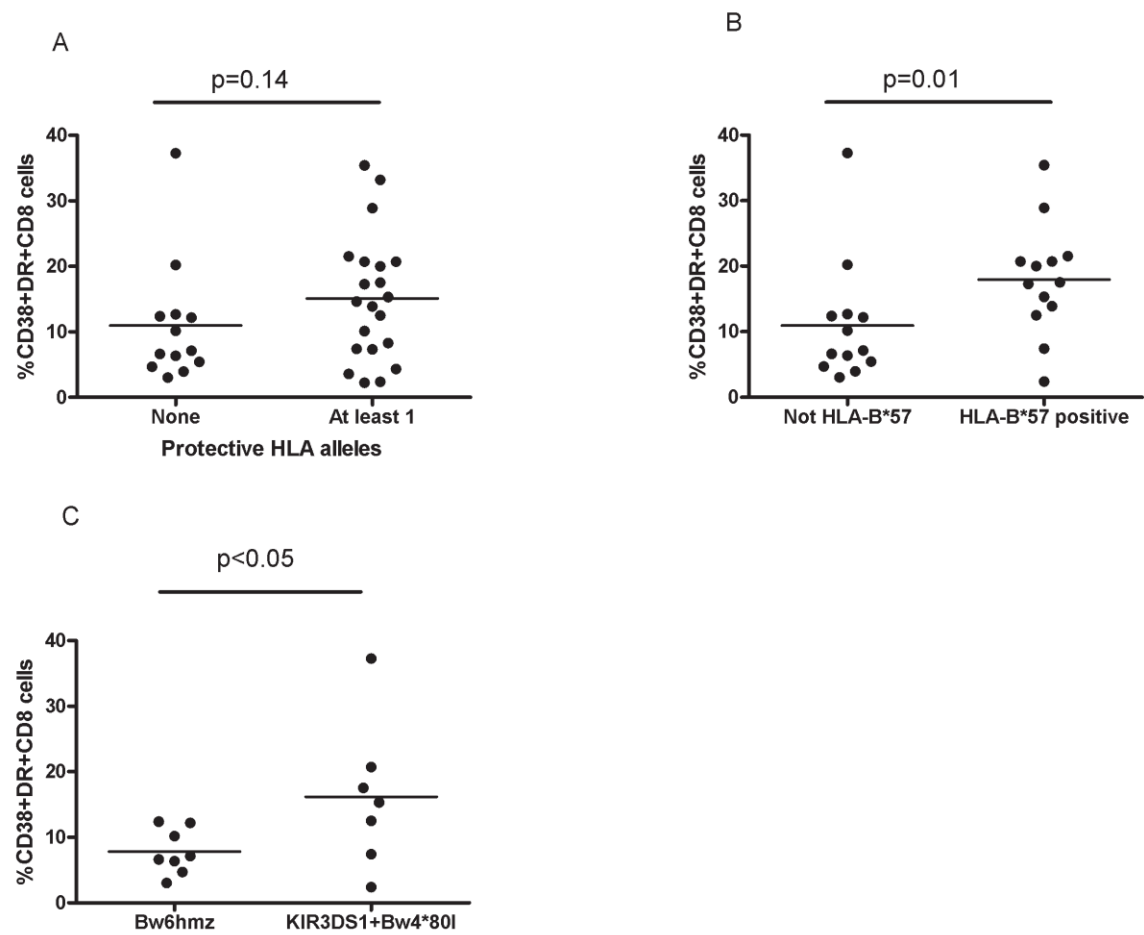 A
p=0.14
%CD38+DR+CD8 cells
40
30
20
10
0
None
At least 1
Protective HLA alleles
B
p=0.01
%CD38+DR+CD8 cells
40
30
20
10
0
Not HLA-B*57
HLA-B*57 positive
C
p<0.05
%CD38+DR+CD8 cells
40
30
20
10
0
Bw6hmz
KIR3DS1+Bw4*80I